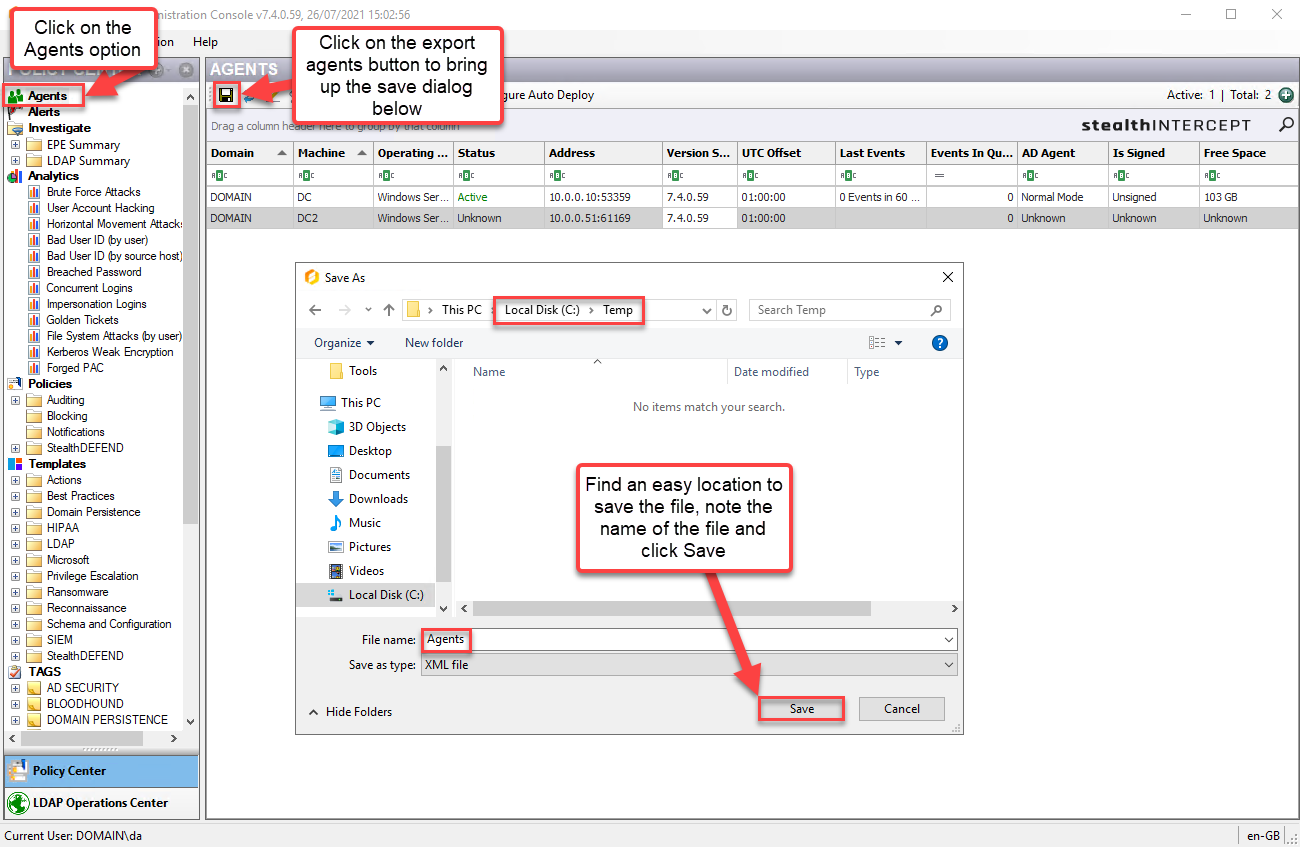 istration Console v7.4.0.59, 26/07/2021 15:02:56
Click on the
Agents option
ion Help
Click on the export
agents button to bring
up the save dialog
below
AGENTS
gure Auto Deploy
Active: 1 | Total: 2
Drag a column header here to group by that column
stealthINTERCEPT
Domain Machine Operating ... Status Address Version S... UTC Offset Last Events Events In Qu... AD Agent Is Signed Free Space
DOMAIN DC Windows Ser... Active 10.0.0.10:53359 7.4.0.59 01:00:00 0 Events in 60 ... 0 Normal Mode Unsigned 103 GB
DOMAIN DC2 Windows Ser... Unknown 10.0.0.51:61169 7.4.0.59 01:00:00 0 Unknown Unknown Unknown
Agents
Alerts
Investigate
EPE Summary
LDAP Summary
Analytics
Brute Force Attacks
User Account Hacking
Horizontal Movement Attacks
Bad User ID (by user)
Bad User ID (by source host)
Breached Password
Concurrent Logins
Impersonation Logins
Golden Tickets
File System Attacks (by user)
Kerberos Weak Encryption
Forged PAC
Policies
Auditing
Blocking
Notifications
StealthDEFEND
Templates
Actions
Best Practices
Domain Persistence
HIPAA
LDAP
Microsoft
Privilege Escalation
Ransomware
Reconnaissance
Schema and Configuration
SIEM
StealthDEFEND
TAGS
AD SECURITY
BLOODHOUND
DOMAIN PERSISTENCE
Policy Center
LDAP Operations Center
Save As
This PC Local Disk (C:) Temp
Search Temp
Organize New folder
Name Date modified Type
No items match your search.
Tools
This PC
3D Objects
Desktop
Documents
Downloads
Music
Pictures
Videos
Local Disk (C:)
Find an easy location to
save the file, note the
name of the file and
click Save
File name: Agents
Save as type: XML file
Hide Folders
Save Cancel
Current User: DOMAIN\da
en-GB